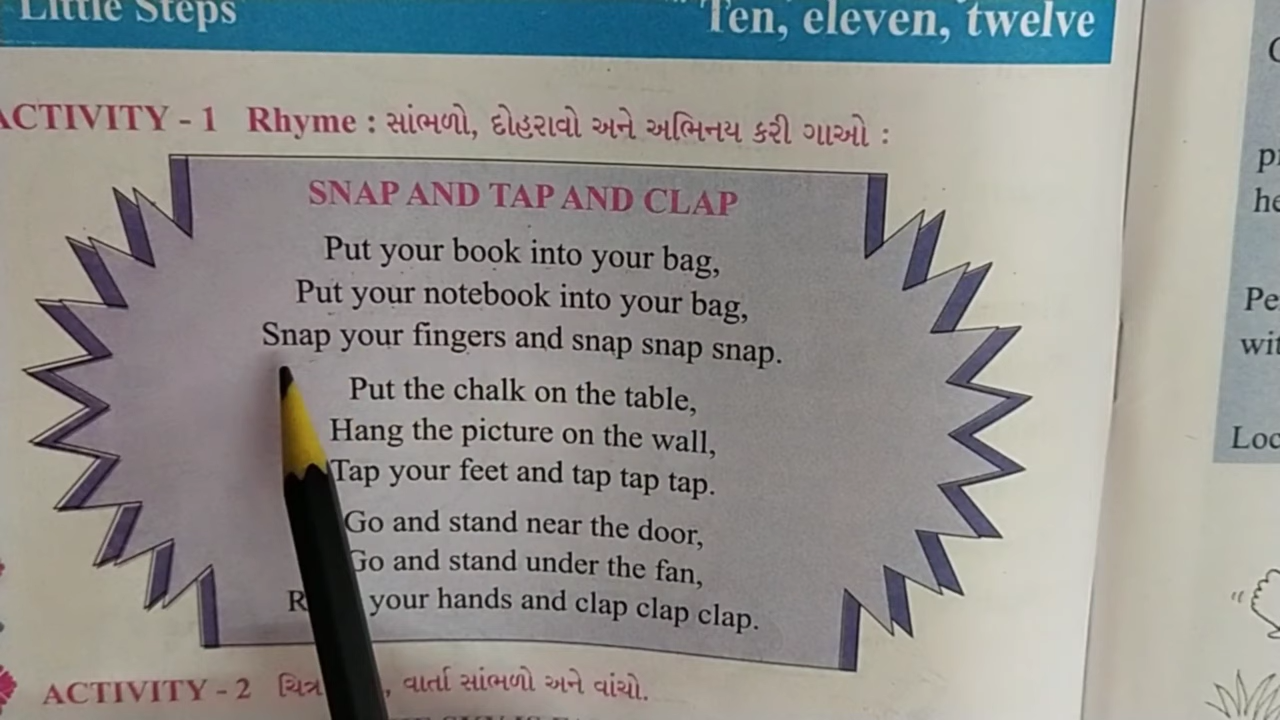 Little Steps
Ten, eleven, twelve
ACTIVITY - 1 Rhyme : સાંભળો, દોહરાવો અને અભિનય કરી ગાઓ :
SNAP AND TAP AND CLAP
Put your book into your bag,
Put your notebook into your bag,
Snap your fingers and snap snap snap.
Put the chalk on the table,
Hang the picture on the wall,
Tap your feet and tap tap tap.
Go and stand near the door,
Go and stand under the fan,
your hands and clap clap clap.
ACTIVITY - 2 ચિત્ર , વાર્તા સાંભળો અને વાંચો.